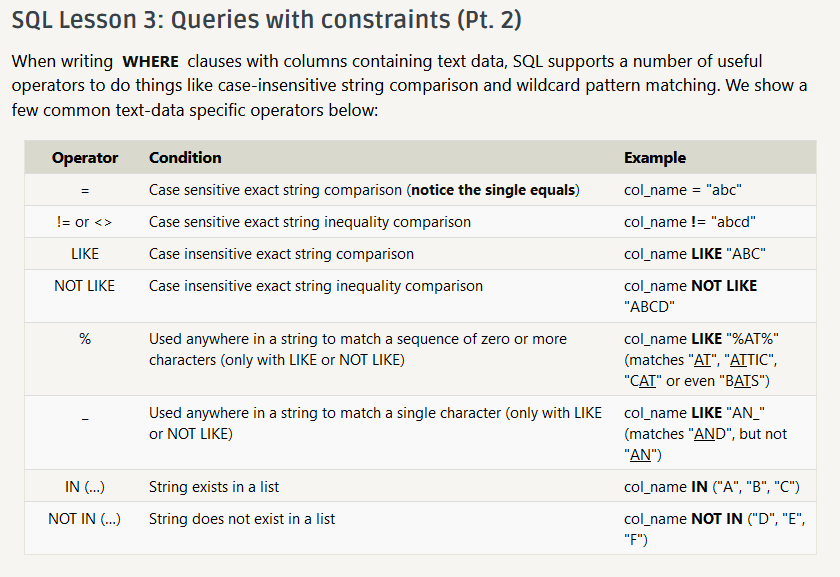 SQL Lesson 3: Queries with constraints (Pt. 2)
When writing WHERE clauses with columns containing text data, SQL supports a number of useful
operators to do things like case-insensitive string comparison and wildcard pattern matching. We show a
few common text-data specific operators below:
Operator Condition Example
= Case sensitive exact string comparison (notice the single equals) col_name = "abc"
!= or <> Case sensitive exact string inequality comparison col_name != "abcd"
LIKE Case insensitive exact string comparison col_name LIKE "ABC"
NOT LIKE Case insensitive exact string inequality comparison col_name NOT LIKE
"ABCD"
% Used anywhere in a string to match a sequence of zero or more col_name LIKE "%AT%"
characters (only with LIKE or NOT LIKE) (matches "AT", "ATTIC",
"CAT" or even "BATS")
_ Used anywhere in a string to match a single character (only with LIKE col_name LIKE "AN_"
or NOT LIKE) (matches "AND", but not
"AN")
IN (...) String exists in a list col_name IN ("A", "B", "C")
NOT IN (...) String does not exist in a list col_name NOT IN ("D", "E",
"F")